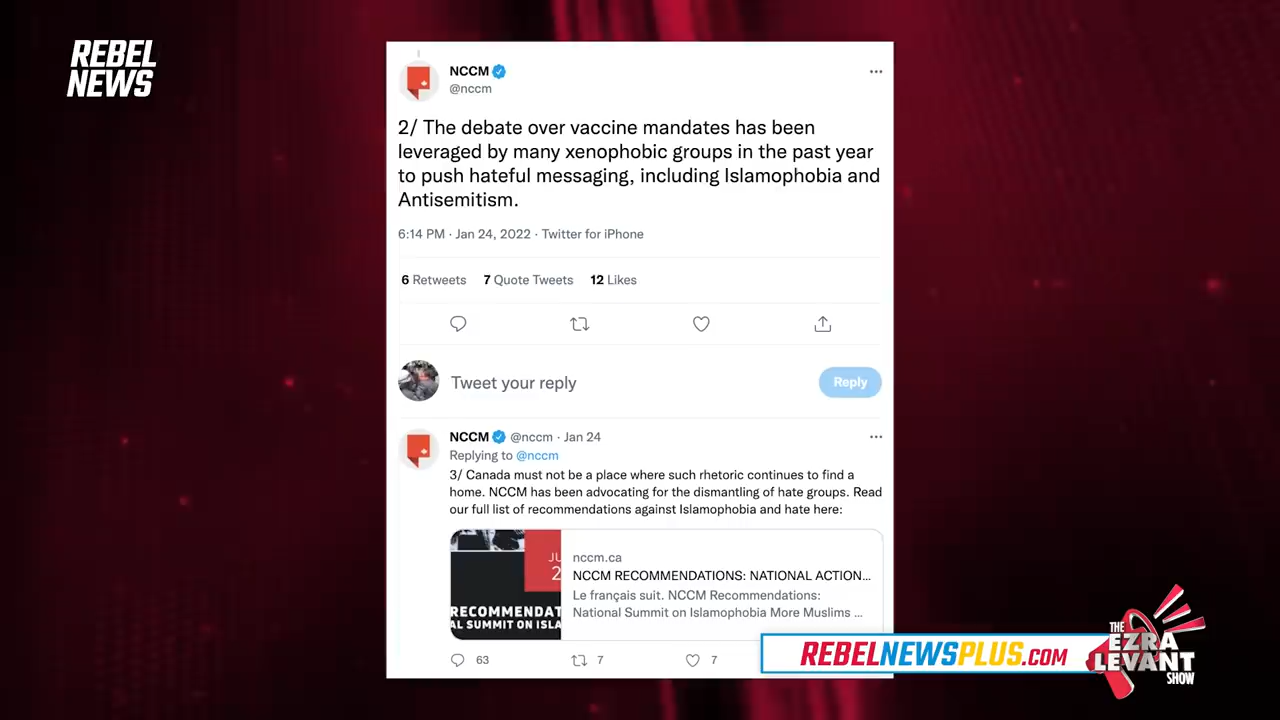 REBEL
NEWS
NCCM
@nccm
2/ The debate over vaccine mandates has been
leveraged by many xenophobic groups in the past year
to push hateful messaging, including Islamophobia and
Antisemitism.
6:14 PM · Jan 24, 2022 · Twitter for iPhone
6 Retweets 7 Quote Tweets 12 Likes
Tweet your reply
Reply
NCCM @nccm · Jan 24
Replying to @nccm
3/ Canada must not be a place where such rhetoric continues to find a
home. NCCM has been advocating for the dismantling of hate groups. Read
our full list of recommendations against Islamophobia and hate here:
JU
2
RECOMMENDAT
AL SUMMIT ON ISLA
nccm.ca
NCCM RECOMMENDATIONS: NATIONAL ACTION...
Le français suit. NCCM Recommendations:
National Summit on Islamophobia More Muslims ...
63 7 7
REBELNEWSPLUS.COM
THE
EZRA
LEVANT
SHOW